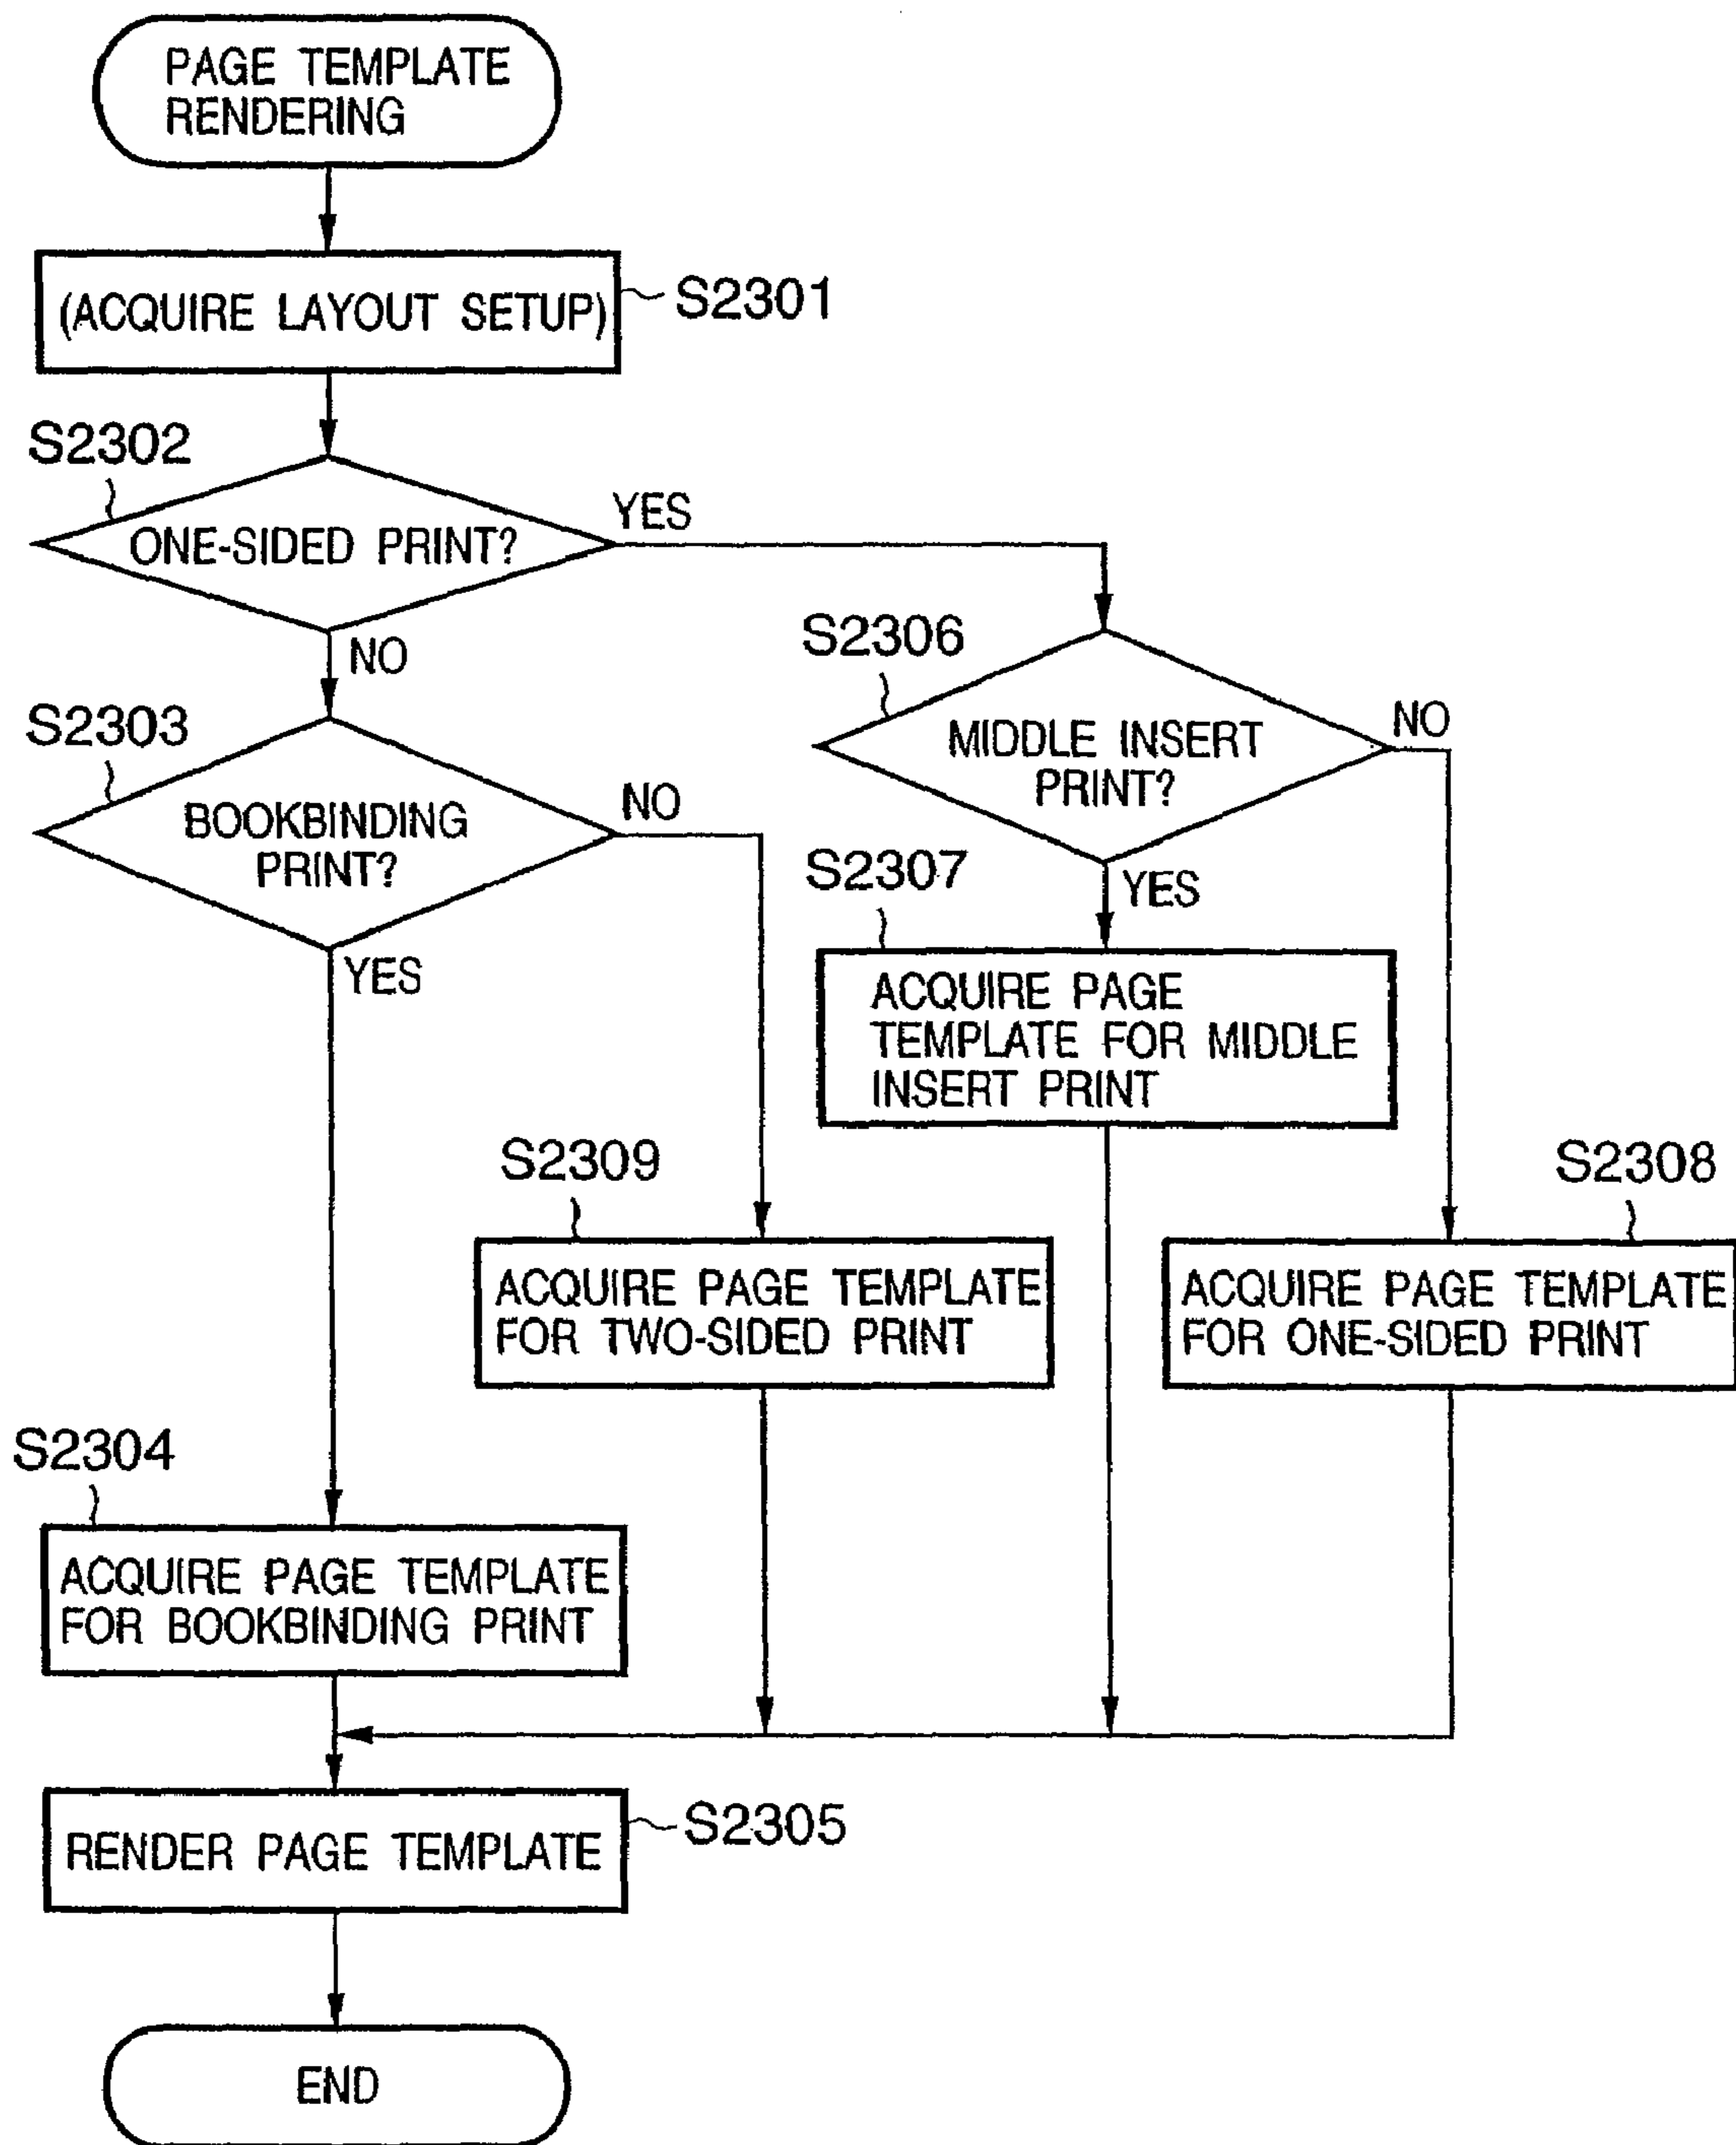 PAGE TEMPLATE
RENDERING
(ACQUIRE LAYOUT SETUP)
S2301
S2302
ONE-SIDED PRINT?
YES
NO
S2303
BOOKBINDING
PRINT?
NO
YES
S2306
MIDDLE INSERT
PRINT?
NO
YES
S2307
ACQUIRE PAGE
TEMPLATE FOR MIDDLE
INSERT PRINT
S2309
ACQUIRE PAGE TEMPLATE
FOR TWO-SIDED PRINT
S2308
ACQUIRE PAGE TEMPLATE
FOR ONE-SIDED PRINT
S2304
ACQUIRE PAGE TEMPLATE
FOR BOOKBINDING PRINT
RENDER PAGE TEMPLATE
S2305
END